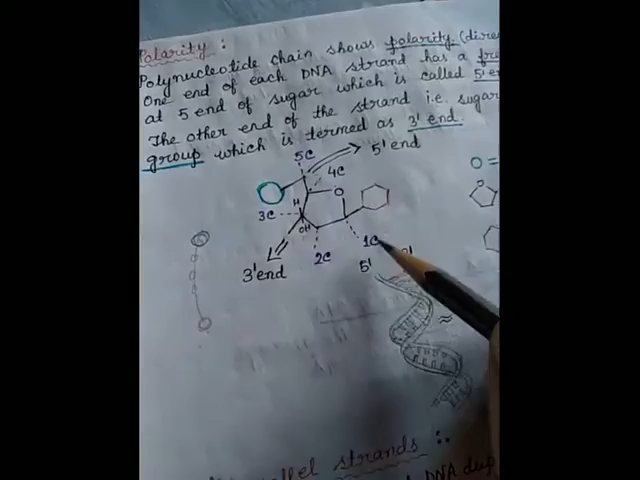 Polarity :
Polynucleotide chain shows polarity (dire
One end of each DNA strand has a fre
at 5 end of sugar which is called 5' e
The other end of the strand i.e. sugar
group which is termed as 3' end.
5C
5' end
4C
O
O =
H
3C
OH
1C
2C
3' end
5'
≈
strands :.
DNA dup